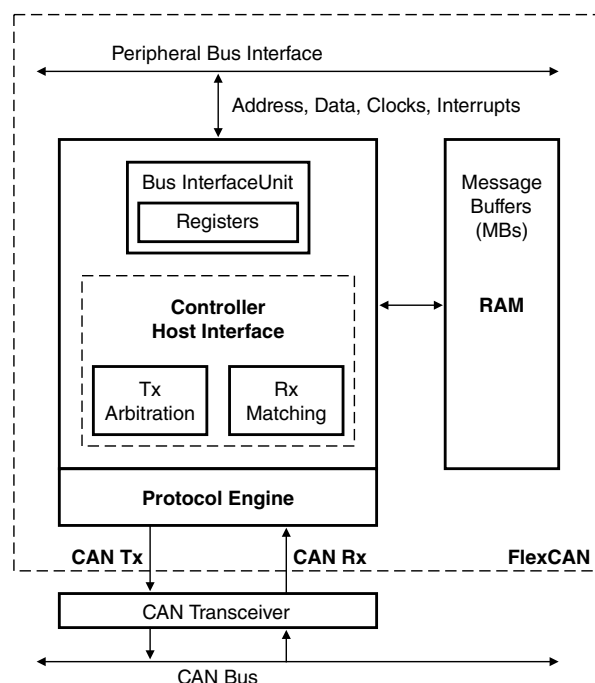 Peripheral Bus Interface
Address, Data, Clocks, Interrupts
Bus InterfaceUnit
Registers
Message
Buffers
(MBs)
Controller
Host Interface
RAM
Tx
Arbitration
Rx
Matching
Protocol Engine
CAN Tx
CAN Rx
FlexCAN
CAN Transceiver
CAN Bus